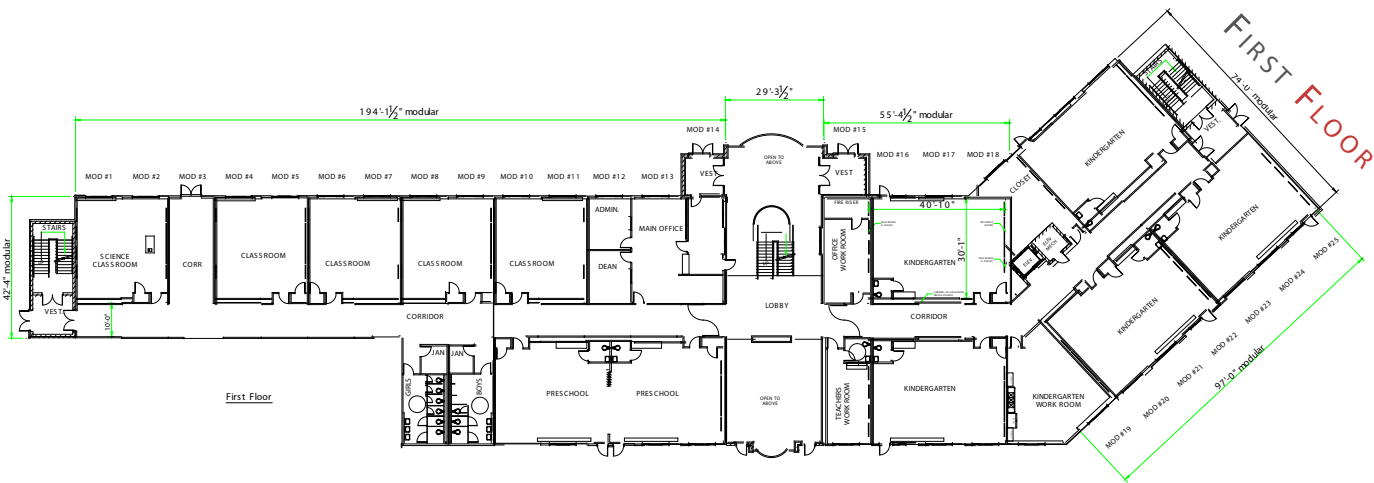 FIRST FLOOR
74'-0" modular
29'-3½"
194'-1½" modular
55'-4½" modular
MOD #14
MOD #15
MOD #1
MOD #2
MOD #3
MOD #4
MOD #5
MOD #6
MOD #7
MOD #8
MOD #9
MOD #10
MOD #11
MOD #12
MOD #13
MOD #16
MOD #17
MOD #18
OPEN TO
ABOVE
VEST
VEST
STAIRS
VEST.
KINDERGARTEN
CLOSET
FIRE RISER
40'-10"
30'-1"
ADMIN.
MAIN OFFICE
DEAN
STAIRS
42'-4" modular
SCIENCE
CLASSROOM
CORR
CLASSROOM
CLASSROOM
CLASSROOM
CLASSROOM
OFFICE
WORK ROOM
KINDERGARTEN
ELEV
MECH
ELEV.
KINDERGARTEN
MOD #25
MOD #24
MOD #23
MOD #22
MOD #21
MOD #20
MOD #19
97'-0" modular
VEST.
10'-0"
CORRIDOR
LOBBY
CORRIDOR
KINDERGARTEN
JAN
JAN
GIRLS
BOYS
PRESCHOOL
PRESCHOOL
OPEN TO
ABOVE
TEACHERS
WORK ROOM
KINDERGARTEN
KINDERGARTEN
WORK ROOM
First Floor